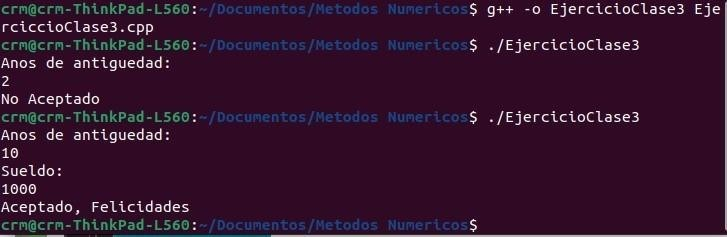 crm@crm-ThinkPad-L560:~/Documentos/Metodos Numericos$ g++ -o EjercicioClase3 Eje
rciccioClase3.cpp
crm@crm-ThinkPad-L560:~/Documentos/Metodos Numericos$ ./EjercicioClase3
Anos de antiguedad:
2
No Aceptado
crm@crm-ThinkPad-L560:~/Documentos/Metodos Numericos$ ./EjercicioClase3
Anos de antiguedad:
10
Sueldo:
1000
Aceptado, Felicidades
crm@crm-ThinkPad-L560:~/Documentos/Metodos Numericos$